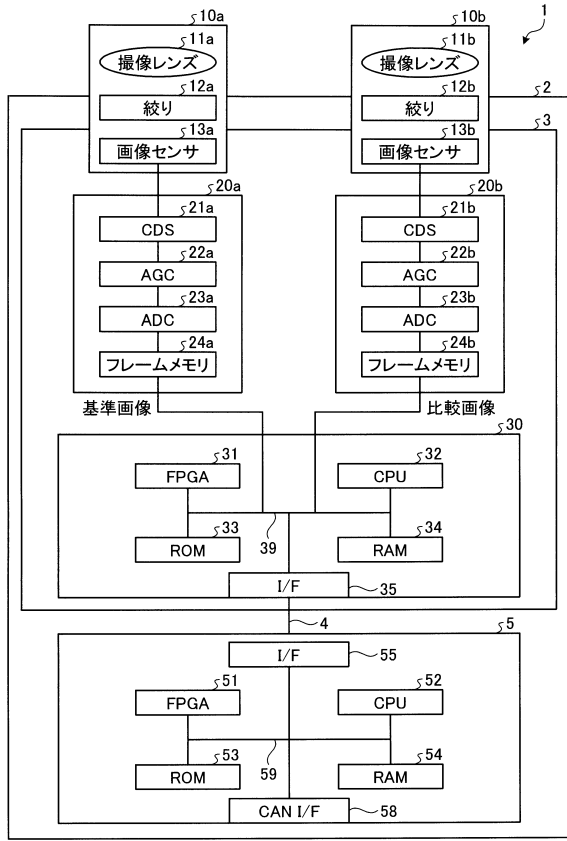 10a
10b
1
11a
11b
撮像レンズ
撮像レンズ
12a
12b
2
絞り
絞り
3
13a
13b
画像センサ
画像センサ
20a
20b
21a
21b
CDS
CDS
22a
22b
AGC
AGC
23a
23b
ADC
ADC
24a
24b
フレームメモリ
フレームメモリ
基準画像
比較画像
30
31
32
FPGA
CPU
33
39
34
ROM
RAM
I/F
35
4
5
I/F
55
51
52
FPGA
CPU
53
59
54
ROM
RAM
CAN I/F
58